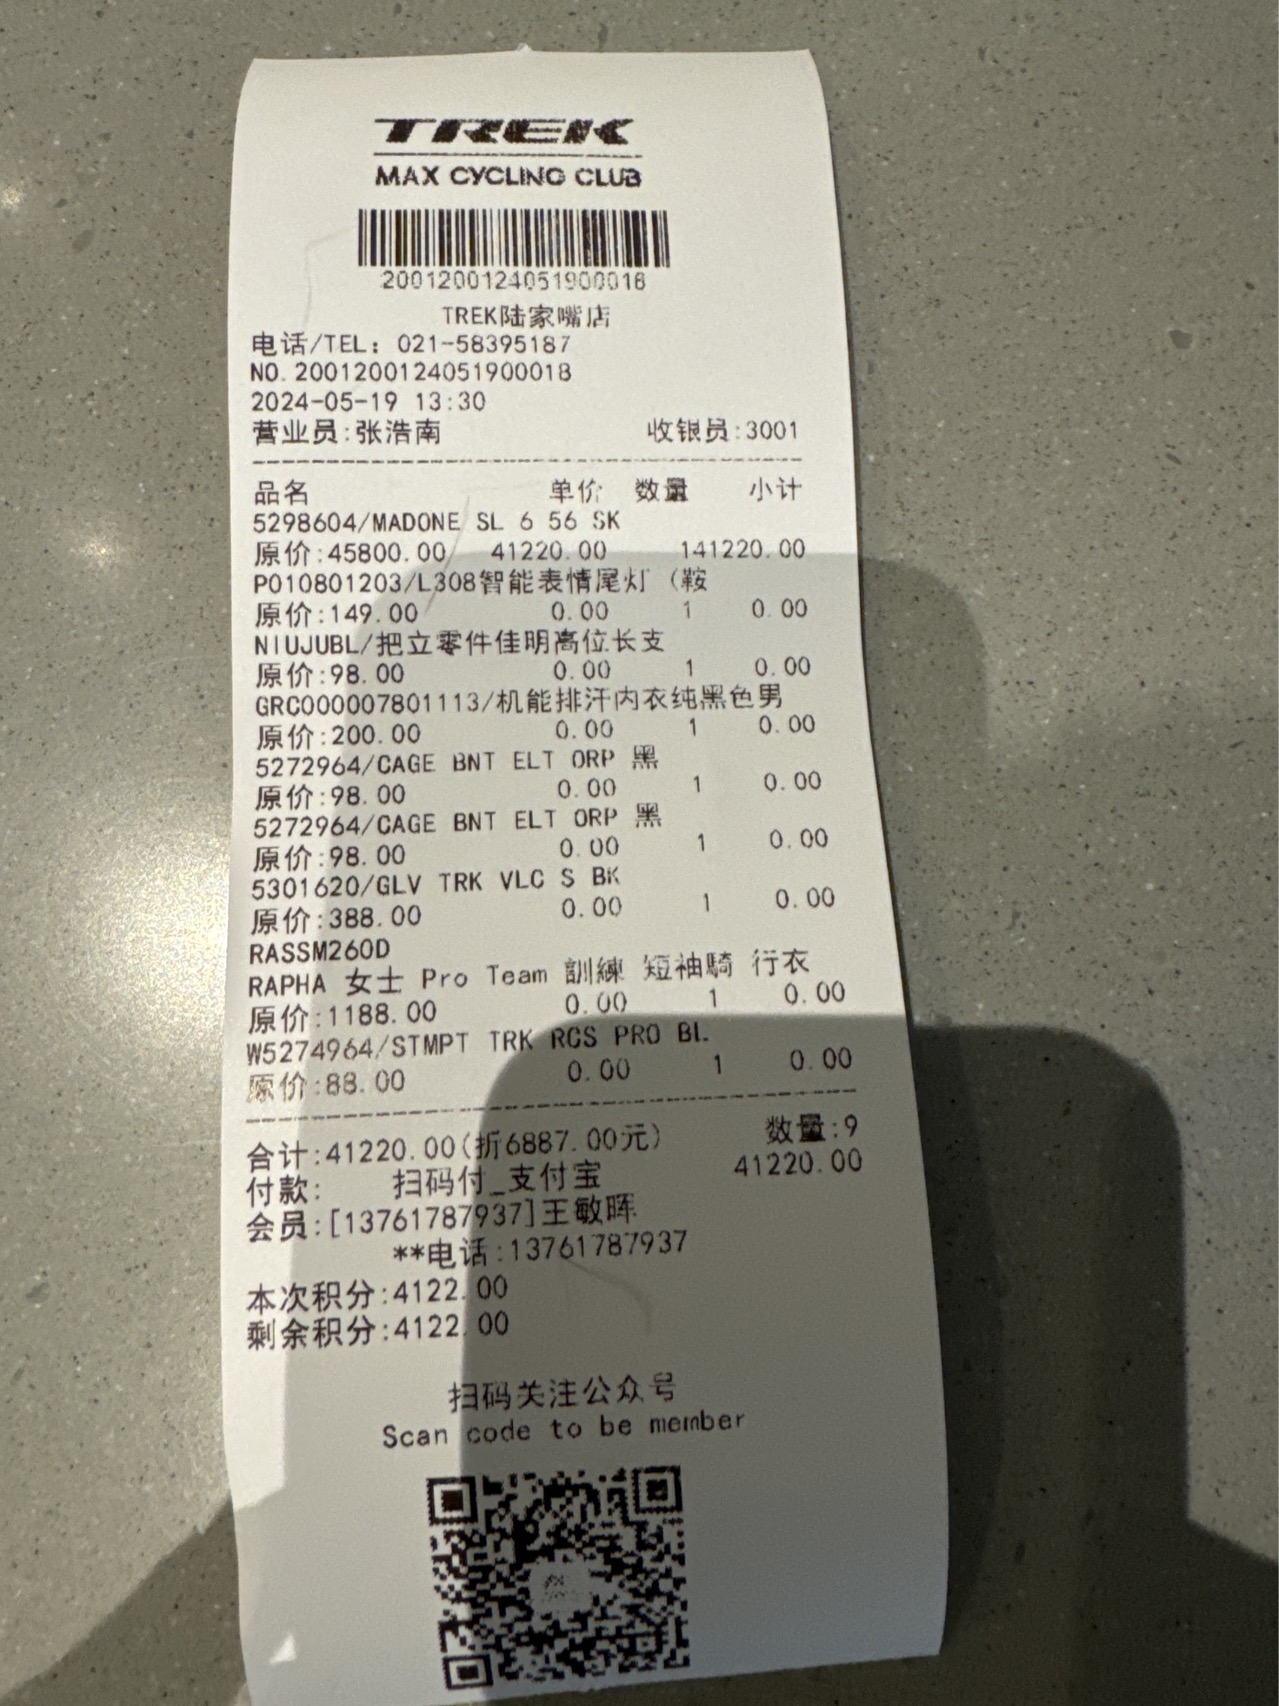 TREK
MAX CYCLING CLUB
2001200124051900018
TREK陆家嘴店
电话/TEL: 021-58395187
NO.2001200124051900018
2024-05-19 13:30
营业员:张浩南 收银员:3001
品名 单价 数量 小计
5298604/MADONE SL 6 56 SK
原价:45800.00 41220.00 141220.00
P010801203/L308智能表情尾灯 (鞍
原价:149.00 0.00 1 0.00
NIUJUBL/把立零件佳明高位长支
原价:98.00 0.00 1 0.00
GRC000007801113/机能排汗内衣纯黑色男
原价:200.00 0.00 1 0.00
5272964/CAGE BNT ELT ORP 黑
原价:98.00 0.00 1 0.00
5272964/CAGE BNT ELT ORP 黑
原价:98.00 0.00 1 0.00
5301620/GLV TRK VLC S BK
原价:388.00 0.00 1 0.00
RASSM260D
RAPHA 女士 Pro Team 訓練 短袖騎 行衣
原价:1188.00 0.00 1 0.00
W5274964/STMPT TRK RCS PRO BL
原价:88.00 0.00 1 0.00
合计:41220.00(折6887.00元) 数量:9
付款: 扫码付_支付宝 41220.00
会员:[13761787937]王敏晖
**电话:13761787937
本次积分:4122.00
剩余积分:4122.00
扫码关注公众号
Scan code to be member